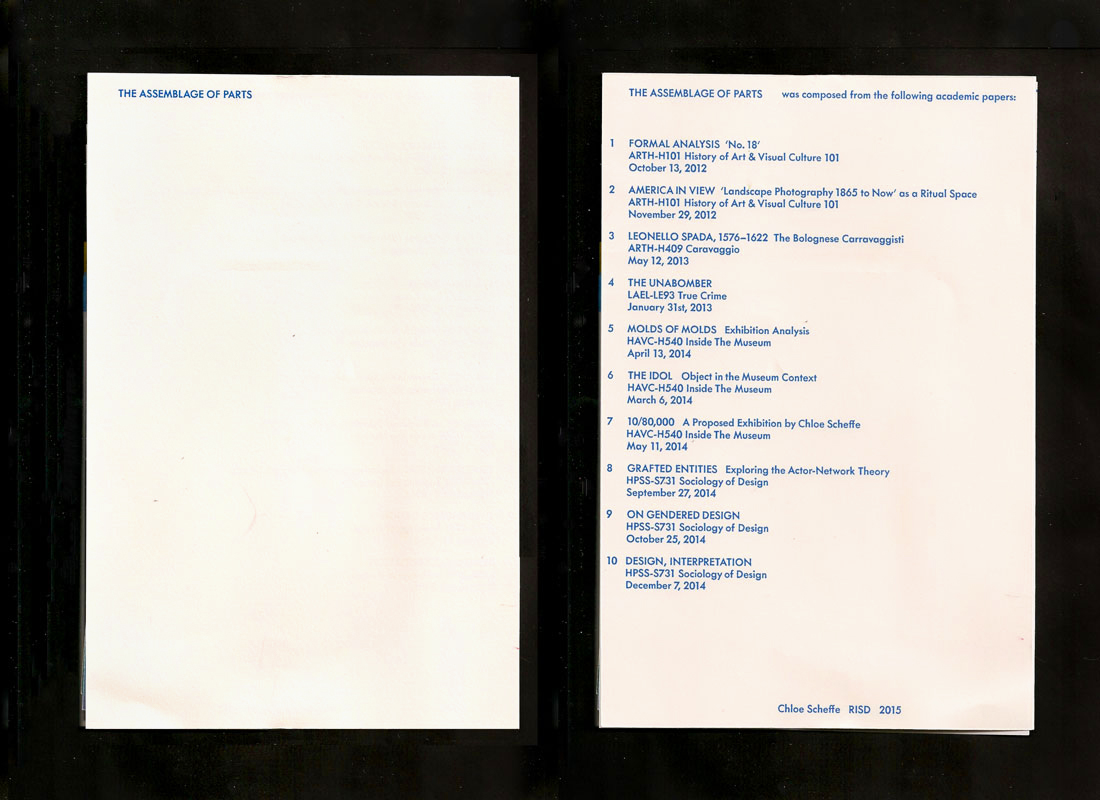 THE ASSEMBLAGE OF PARTS
THE ASSEMBLAGE OF PARTS was composed from the following academic papers:
1 FORMAL ANALYSIS ‘No. 18’
ARTH-H101 History of Art & Visual Culture 101
October 13, 2012
2 AMERICA IN VIEW ‘Landscape Photography 1865 to Now’ as a Ritual Space
ARTH-H101 History of Art & Visual Culture 101
November 29, 2012
3 LEONELLO SPADA, 1576–1622 The Bolognese Carravaggisti
ARTH-H409 Caravaggio
May 12, 2013
4 THE UNABOMBER
LAEL-LE93 True Crime
January 31st, 2013
5 MOLDS OF MOLDS Exhibition Analysis
HAVC-H540 Inside The Museum
April 13, 2014
6 THE IDOL Object in the Museum Context
HAVC-H540 Inside The Museum
March 6, 2014
7 10/80,000 A Proposed Exhibition by Chloe Scheffe
HAVC-H540 Inside The Museum
May 11, 2014
8 GRAFTED ENTITIES Exploring the Actor-Network Theory
HPSS-S731 Sociology of Design
September 27, 2014
9 ON GENDERED DESIGN
HPSS-S731 Sociology of Design
October 25, 2014
10 DESIGN, INTERPRETATION
HPSS-S731 Sociology of Design
December 7, 2014
Chloe Scheffe RISD 2015